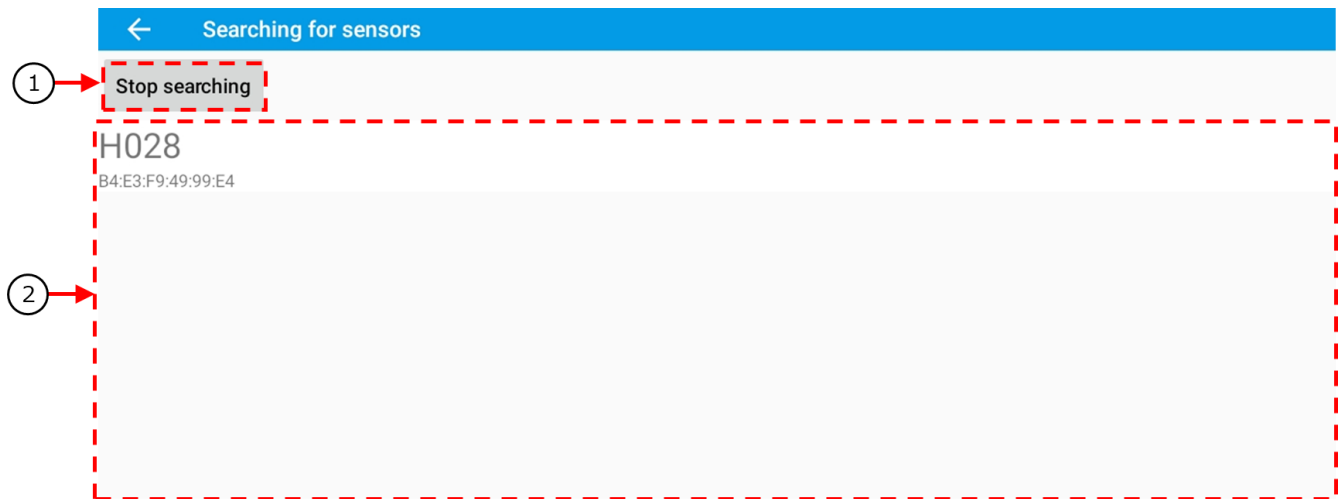 Searching for sensors
1
Stop searching
H028
B4:E3:F9:49:99:E4
2